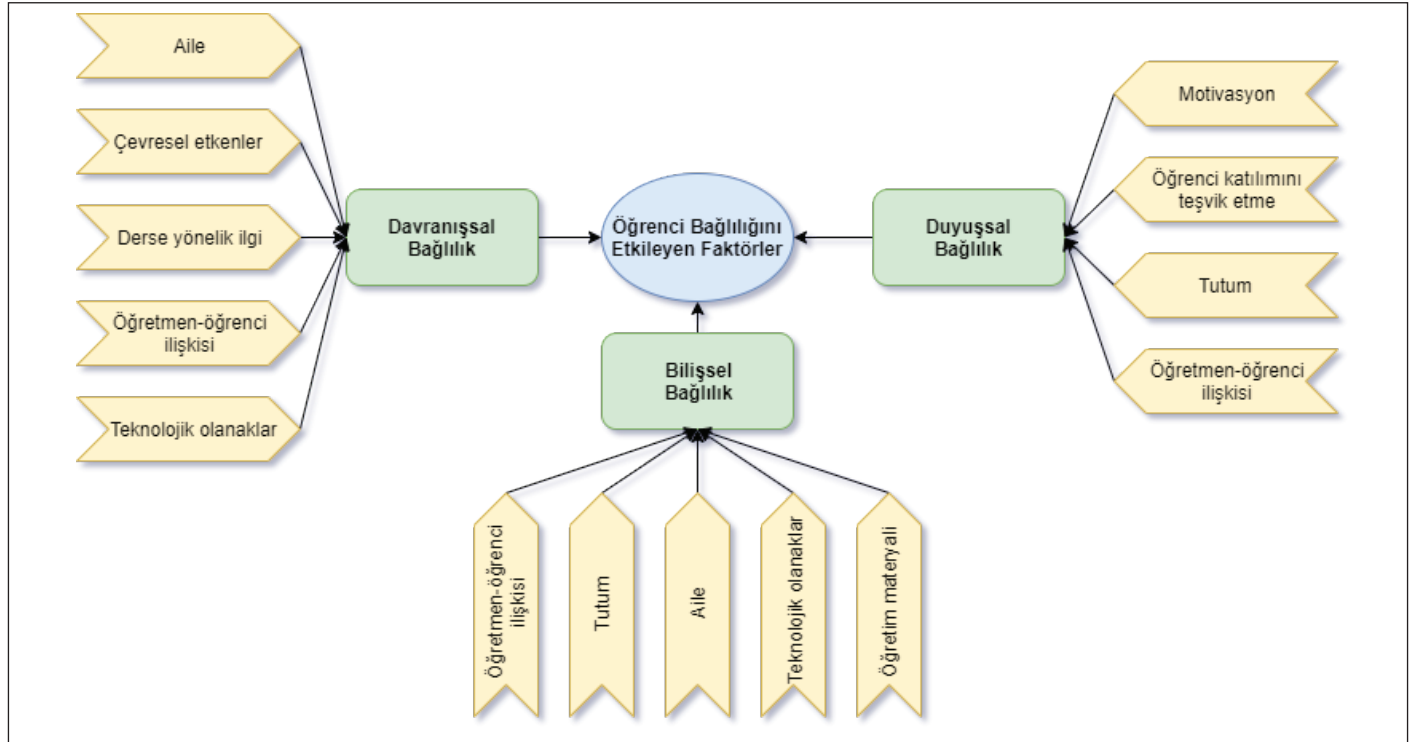 Aile
Çevresel etkenler
Derse yönelik ilgi
Öğretmen-öğrenci
ilişkisi
Teknolojik olanaklar
Davranışsal
Bağlılık
Öğrenci Bağlılığını
Etkileyen Faktörler
Duyuşsal
Bağlılık
Motivasyon
Öğrenci katılımını
teşvik etme
Tutum
Öğretmen-öğrenci
ilişkisi
Bilişsel
Bağlılık
Öğretmen-öğrenci
ilişkisi
Tutum
Aile
Teknolojik olanaklar
Öğretim materyali